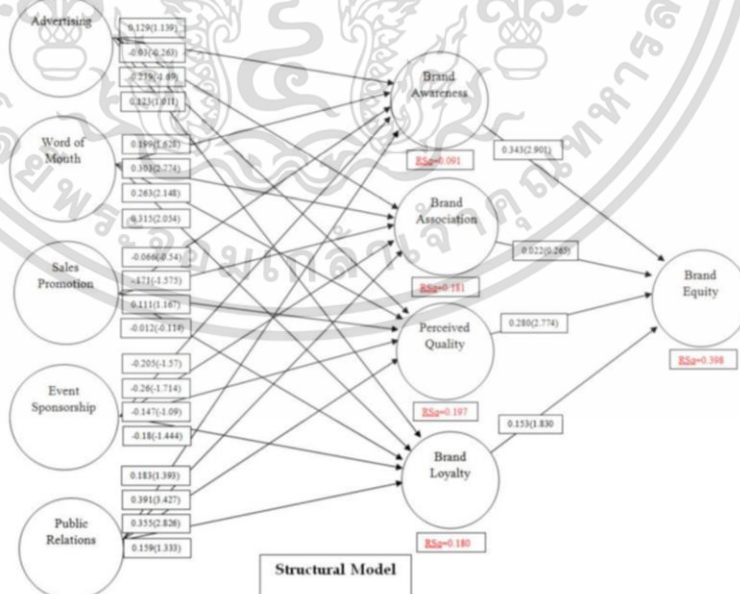 Advertising
0.129(1.139)
-0.03(-0.263)
-0.219(-1.69)
0.123(1.011)
Word of
Mouth
0.199(1.628)
0.303(2.774)
0.263(2.148)
0.315(2.054)
Sales
Promotion
-0.066(-0.54)
-.171(-1.575)
0.111(1.167)
-0.012(-0.114)
Event
Sponsorship
-0.205(-1.57)
-0.26(-1.714)
-0.147(-1.09)
-0.18(-1.444)
Public
Relations
0.183(1.393)
0.391(3.427)
0.355(2.826)
0.159(1.333)
Brand
Awareness
RSq=0.091
Brand
Association
RSq=0.181
Perceived
Quality
RSq=0.197
Brand
Loyalty
RSq=0.180
0.343(2.901)
0.022(0.265)
0.280(2.774)
0.153(1.830
Brand
Equity
RSq=0.398
Structural Model